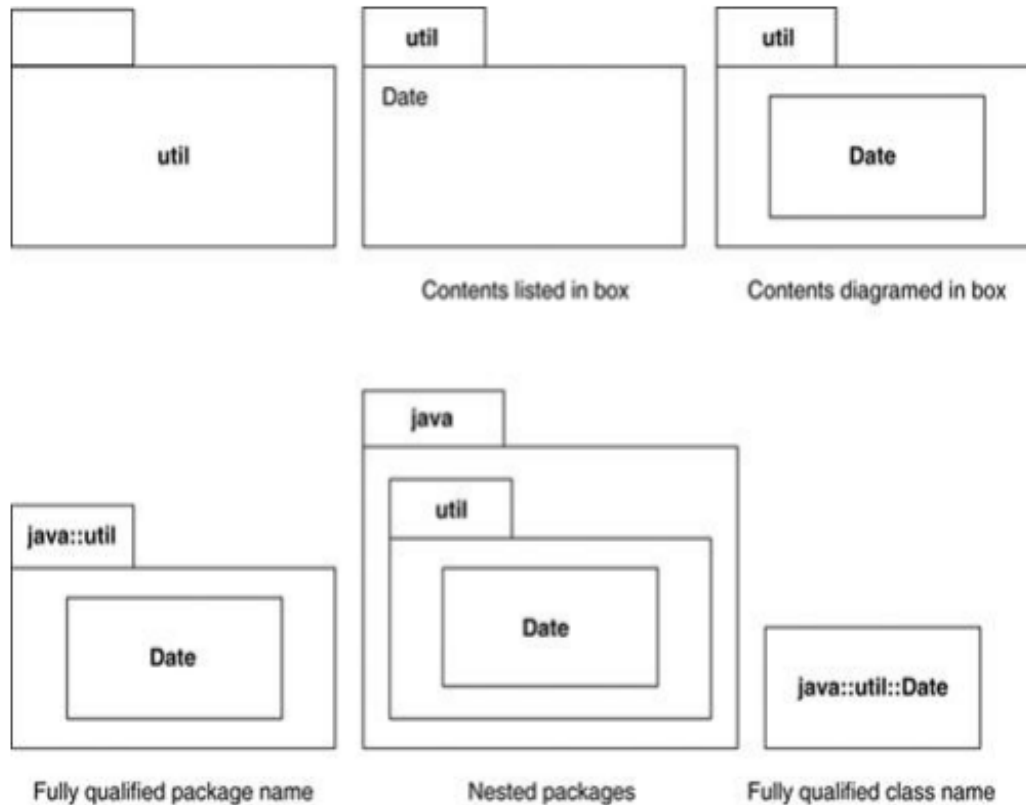 util
util
Date
util
Date
Contents listed in box
Contents diagramed in box
java::util
Date
java
util
Date
java::util::Date
Fully qualified package name
Nested packages
Fully qualified class name